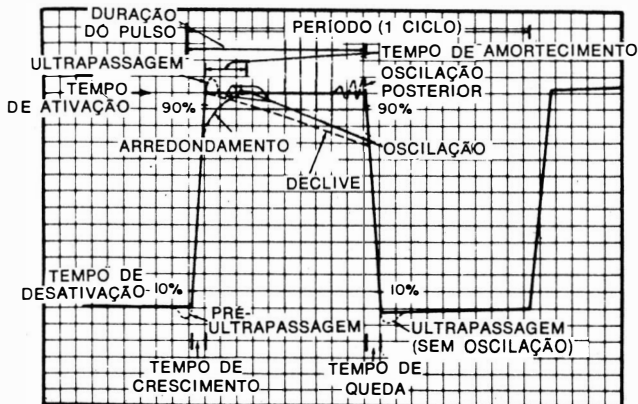 DURAÇÃO
DO PULSO
PERÍODO (1 CICLO)
TEMPO DE AMORTECIMENTO
ULTRAPASSAGEM
OSCILAÇÃO
POSTERIOR
TEMPO
DE ATIVAÇÃO
90%
90%
ARREDONDAMENTO
OSCILAÇÃO
DECLIVE
TEMPO DE
DESATIVAÇÃO
10%
10%
PRÉ-
ULTRAPASSAGEM
ULTRAPASSAGEM
(SEM OSCILAÇÃO)
TEMPO DE
CRESCIMENTO
TEMPO DE
QUEDA